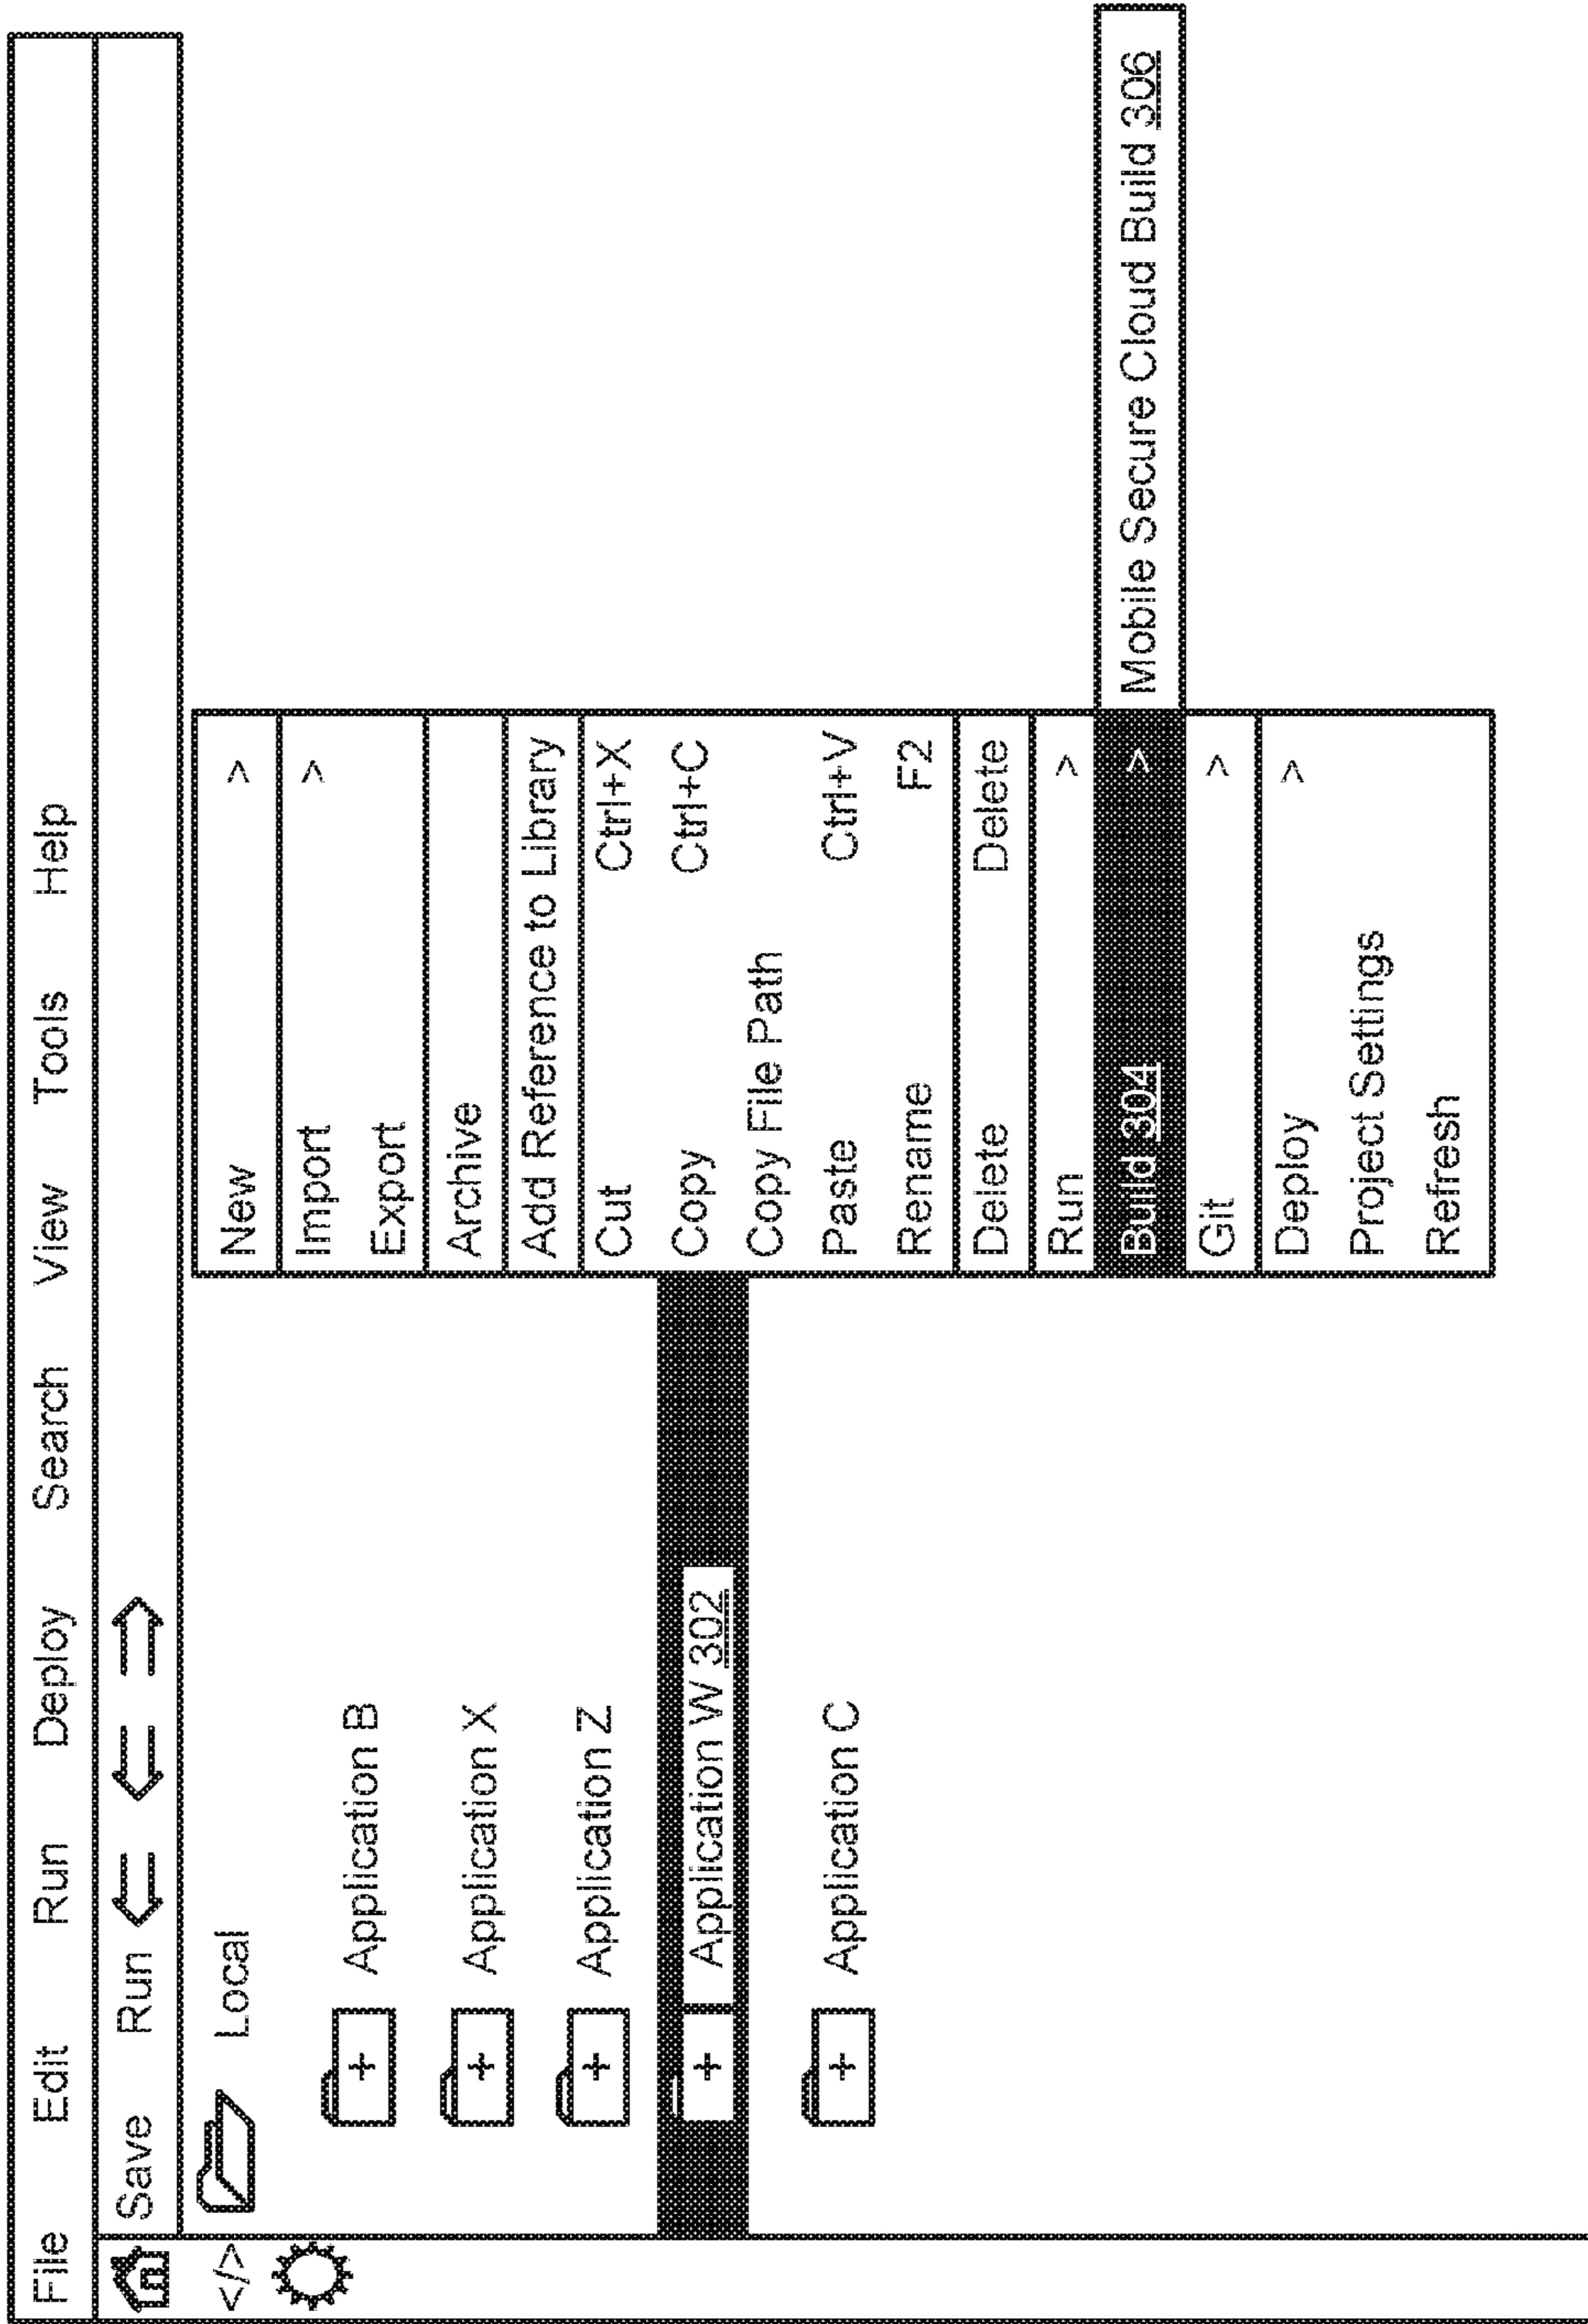 File Edit Run Deploy Search View Tools Help
Save Run
</> Local
Application B
Application X
Application Z
Application W 302
Application C
New >
Import >
Export
Archive
Add Reference to Library
Cut Ctrl+X
Copy Ctrl+C
Copy File Path
Paste Ctrl+V
Rename F2
Delete Delete
Run >
Build 304 >
Mobile Secure Cloud Build 306
Git >
Deploy >
Project Settings
Refresh